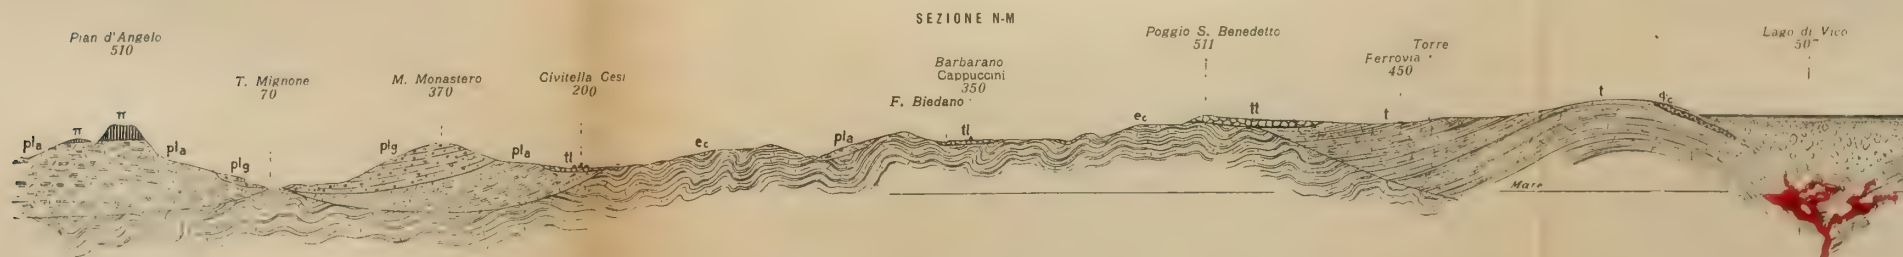 SEZIONE N-M
Pian d'Angelo
510
T. Mignone
70
M. Monastero
370
Civitella Cesi
200
F. Biedano
Barbarano
Cappuccini
350
Poggio S. Benedetto
511
Torre
Ferrovia
450
Lago di Vico
pla
π
π
pla
plg
plg
pla
tl
ec
pla
tl
ec
tt
t
t
Mare